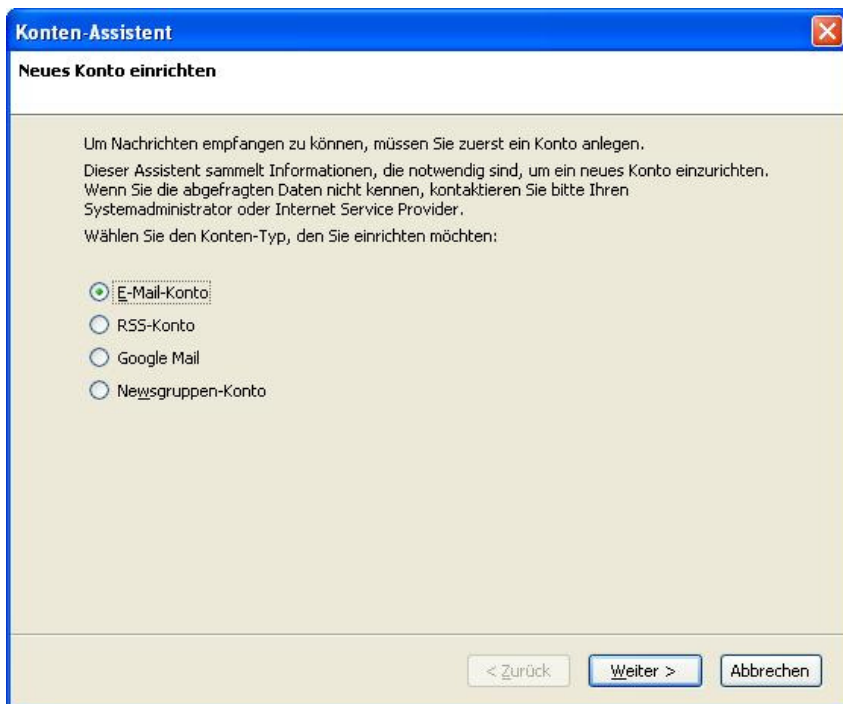 Konten-Assistent
Neues Konto einrichten
Um Nachrichten empfangen zu können, müssen Sie zuerst ein Konto anlegen.
Dieser Assistent sammelt Informationen, die notwendig sind, um ein neues Konto einzurichten.
Wenn Sie die abgefragten Daten nicht kennen, kontaktieren Sie bitte Ihren
Systemadministrator oder Internet Service Provider.
Wählen Sie den Konten-Typ, den Sie einrichten möchten:
E-Mail-Konto
RSS-Konto
Google Mail
Newsgruppen-Konto
< Zurück Weiter > Abbrechen